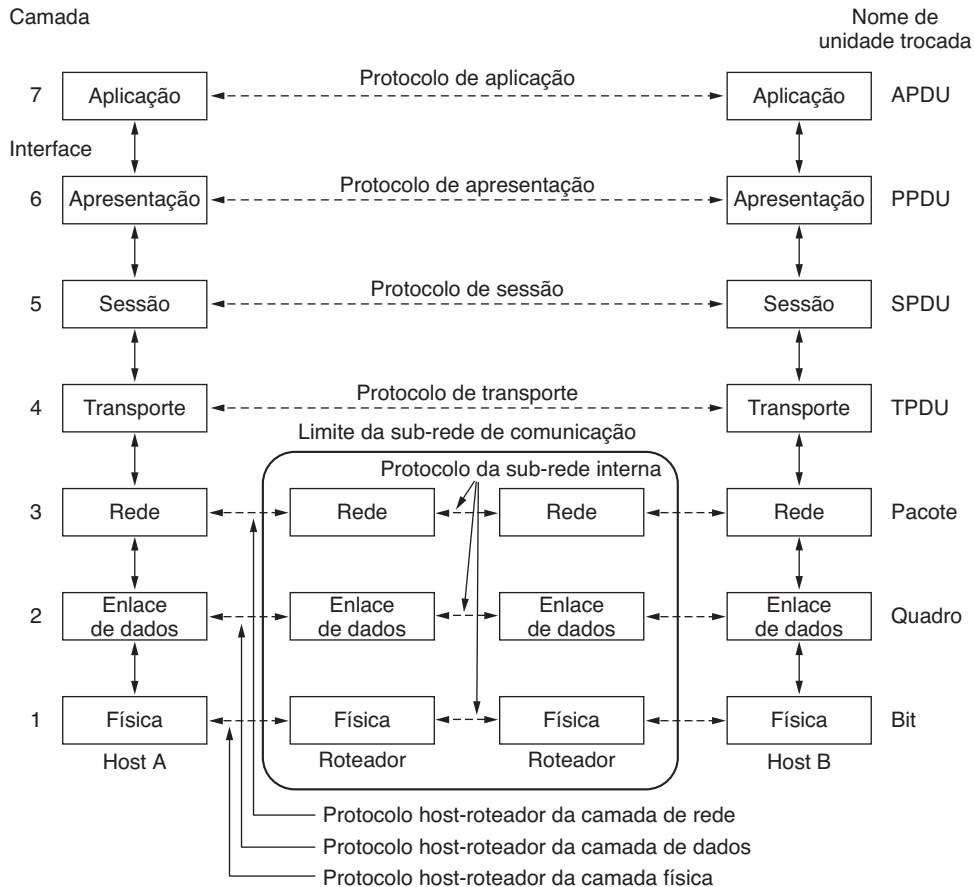 Camada
Nome de
unidade trocada
7
Aplicação
Protocolo de aplicação
Aplicação
APDU
Interface
6
Apresentação
Protocolo de apresentação
Apresentação
PPDU
5
Sessão
Protocolo de sessão
Sessão
SPDU
4
Transporte
Protocolo de transporte
Transporte
TPDU
Limite da sub-rede de comunicação
Protocolo da sub-rede interna
3
Rede
Rede
Rede
Rede
Pacote
2
Enlace
de dados
Enlace
de dados
Enlace
de dados
Enlace
de dados
Quadro
1
Física
Física
Física
Física
Bit
Host A
Roteador
Roteador
Host B
Protocolo host-roteador da camada de rede
Protocolo host-roteador da camada de dados
Protocolo host-roteador da camada física